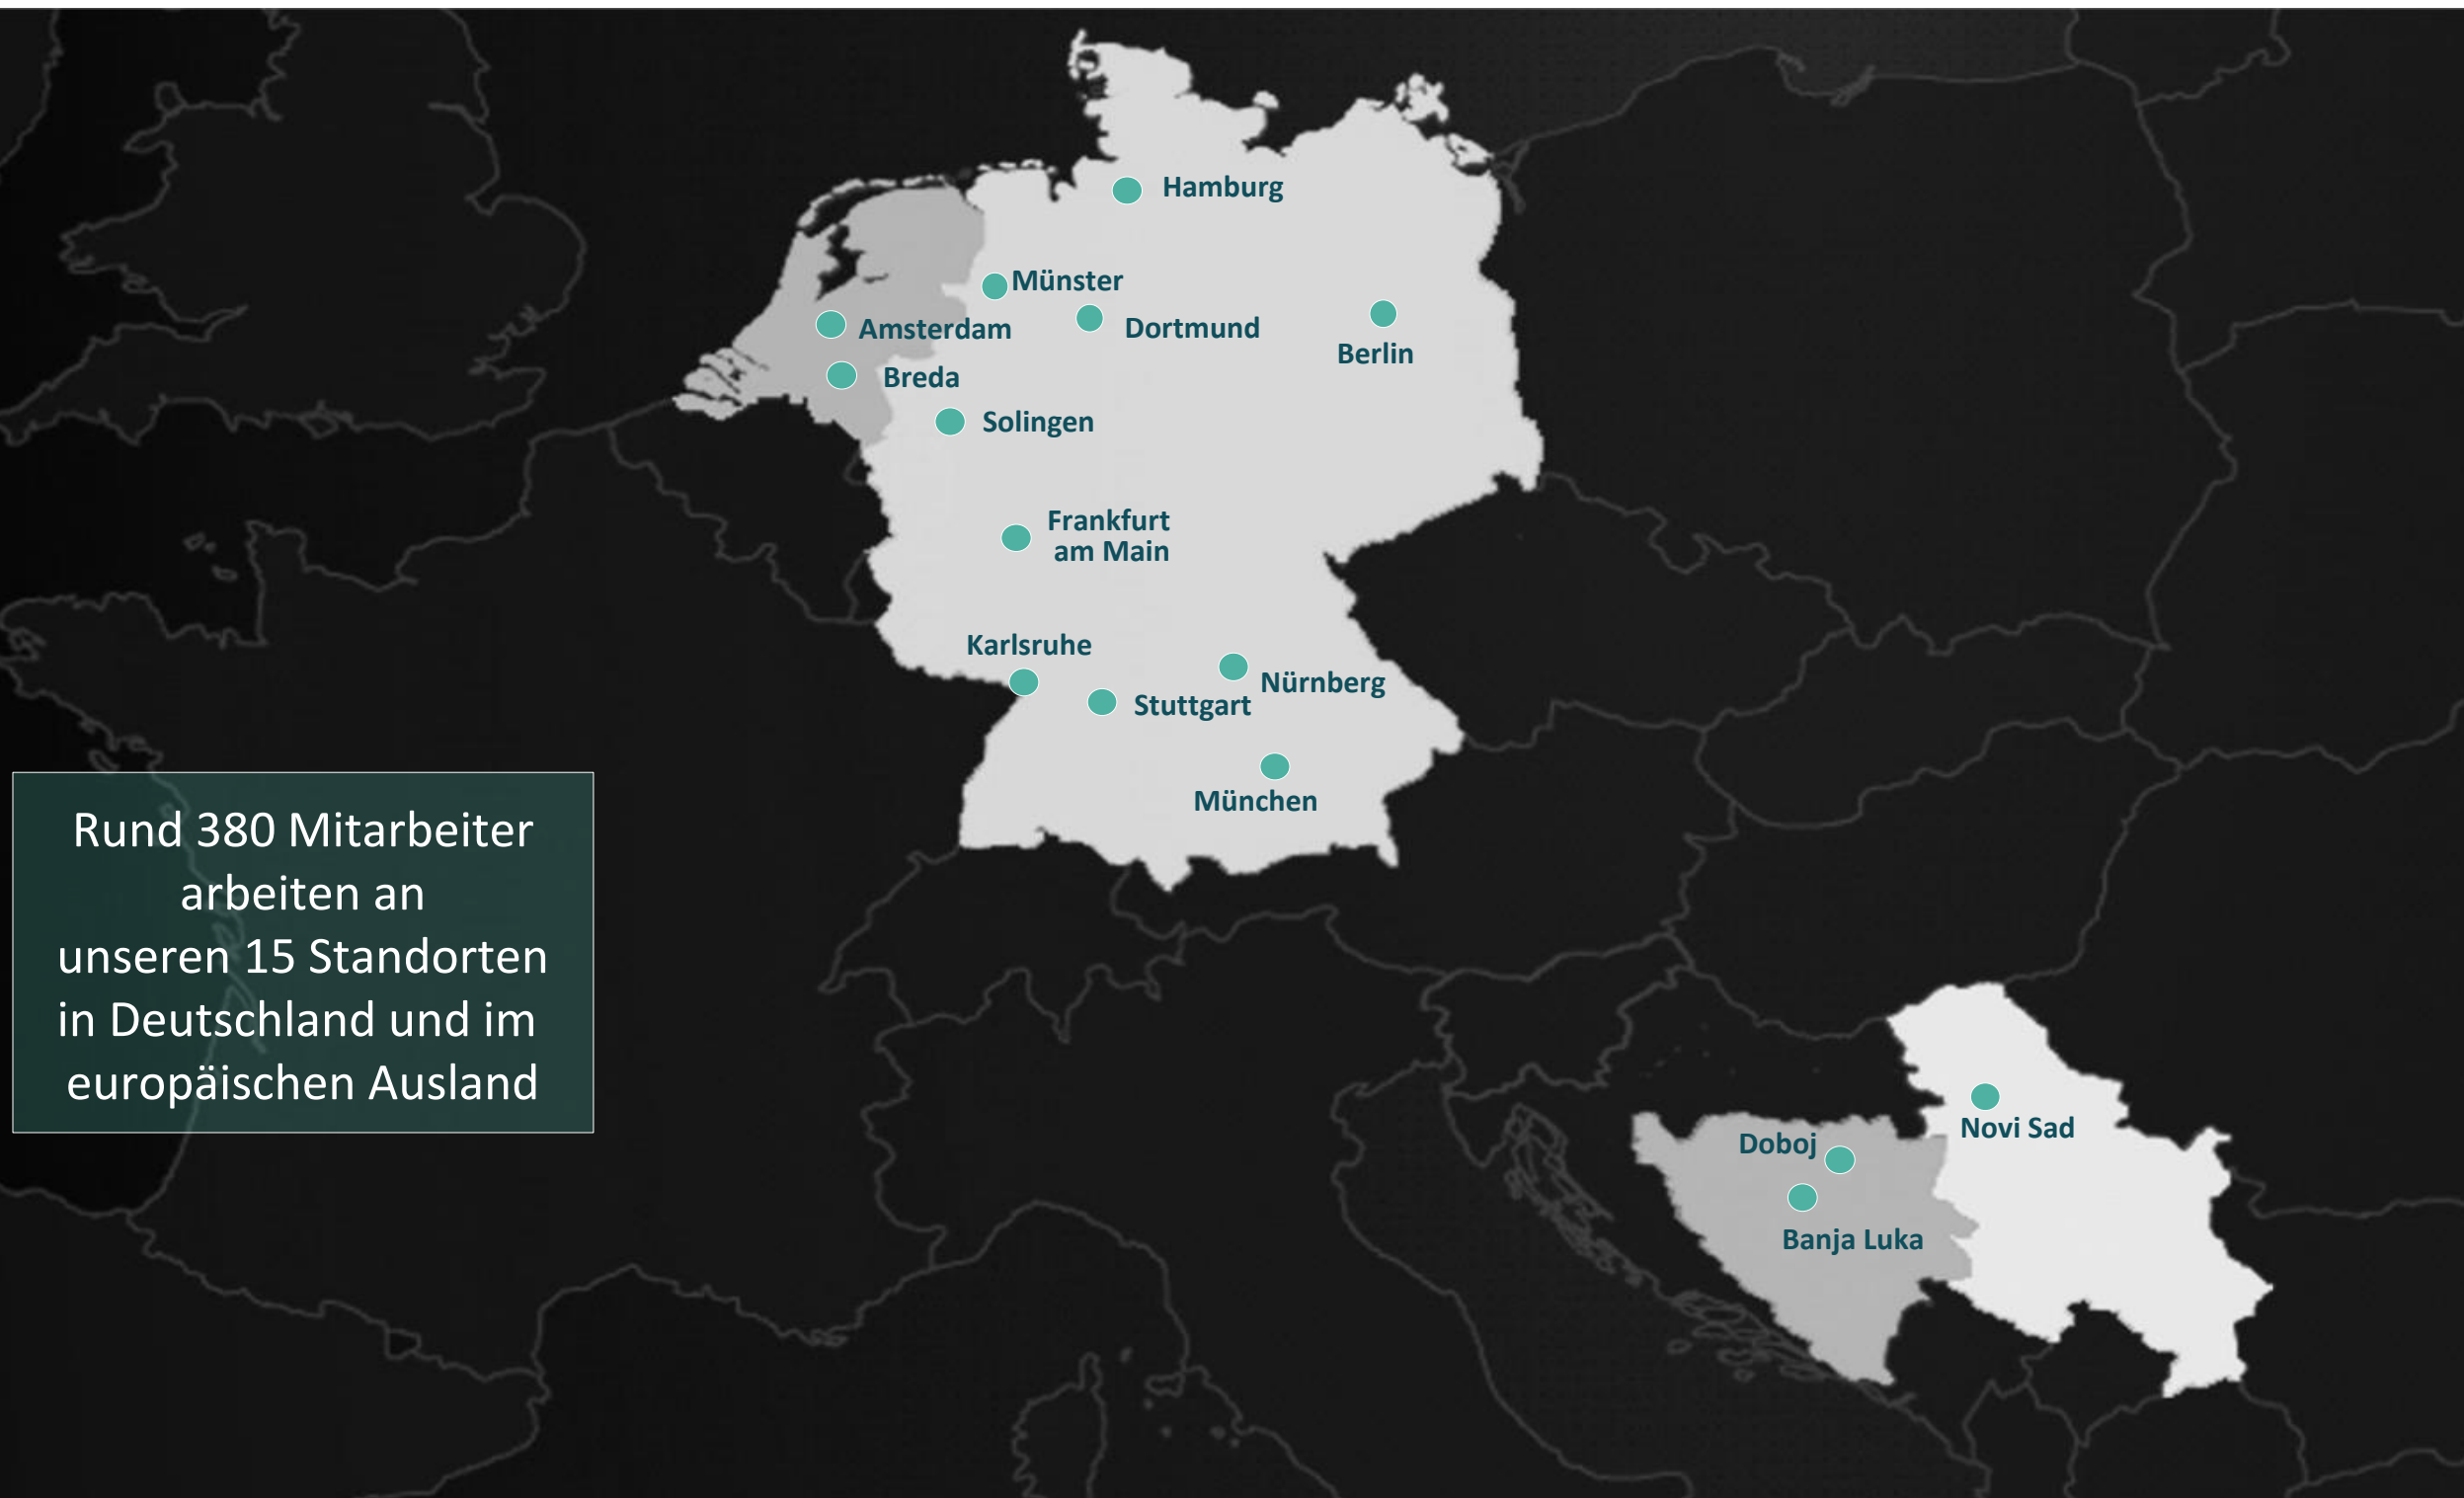 Hamburg
Münster
Amsterdam
Dortmund
Berlin
Breda
Solingen
Frankfurt
am Main
Karlsruhe
Nürnberg
Stuttgart
München
Rund 380 Mitarbeiter
arbeiten an
unseren 15 Standorten
in Deutschland und im
europäischen Ausland
Novi Sad
Doboj
Banja Luka